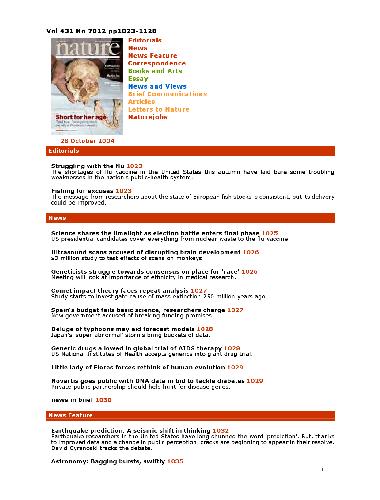 Vol 431 No 7012 pp1023-1128
nature
Short for her age
28 October 2004
Editorials
News
News Feature
Correspondence
Books and Arts
Essay
News and Views
Brief Communications
Articles
Letters to Nature
Naturejobs
Editorials
Struggling with the flu 1023
The shortages of flu vaccine in the United States this autumn have laid bare some troubling
weaknesses in the nation's public-health system.
Fishing for excuses 1023
The message from researchers about the state of European fish stocks is consistent, but its delivery
could be improved.
News
Science shares the limelight as election battle enters final phase 1025
US presidential candidates cover everything from nuclear waste to the flu vaccine
Ultrasound scans accused of disrupting brain development 1026
$3 million study to test effects of scans on monkeys
Geneticists struggle towards consensus on place for 'race' 1026
Meeting will look at importance of ethnicity in medical research.
Comet impact theory faces repeat analysis 1027
Study starts to investigate cause of mass extinction 250 million years ago.
Spain's budget fails basic science, researchers charge 1027
New government accused of breaking funding promises.
Deluge of typhoons may aid forecast models 1028
Japan's super-abnormal storms bring buckets of data.
Generic drugs allowed in global trial of AIDS therapy 1028
US National Institutes of Health accepts generics into giant drug trial.
Little lady of Flores forces rethink of human evolution 1029
Novartis goes public with DNA data in bid to tackle diabetes 1029
Private-public partnership should help hunt for disease genes.
news in brief 1030
News Feature
Earthquake prediction: A seismic shift in thinking 1032
Earthquake researchers in the United States have long shunned the word 'prediction'. But, thanks
to improved data and a change in public perception, cracks are beginning to appear in their resolve.
David Cyranoski tracks the debate.
Astronomy: Bagging bursts, swiftly 1035
1